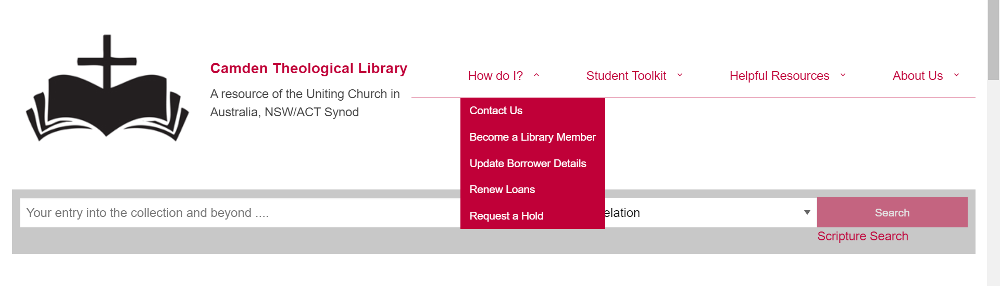 Camden Theological Library
A resource of the Uniting Church in
Australia, NSW/ACT Synod
How do I?
Student Toolkit
Helpful Resources
About Us
Contact Us
Become a Library Member
Update Borrower Details
Renew Loans
Request a Hold
Your entry into the collection and beyond ....
elation
Search
Scripture Search